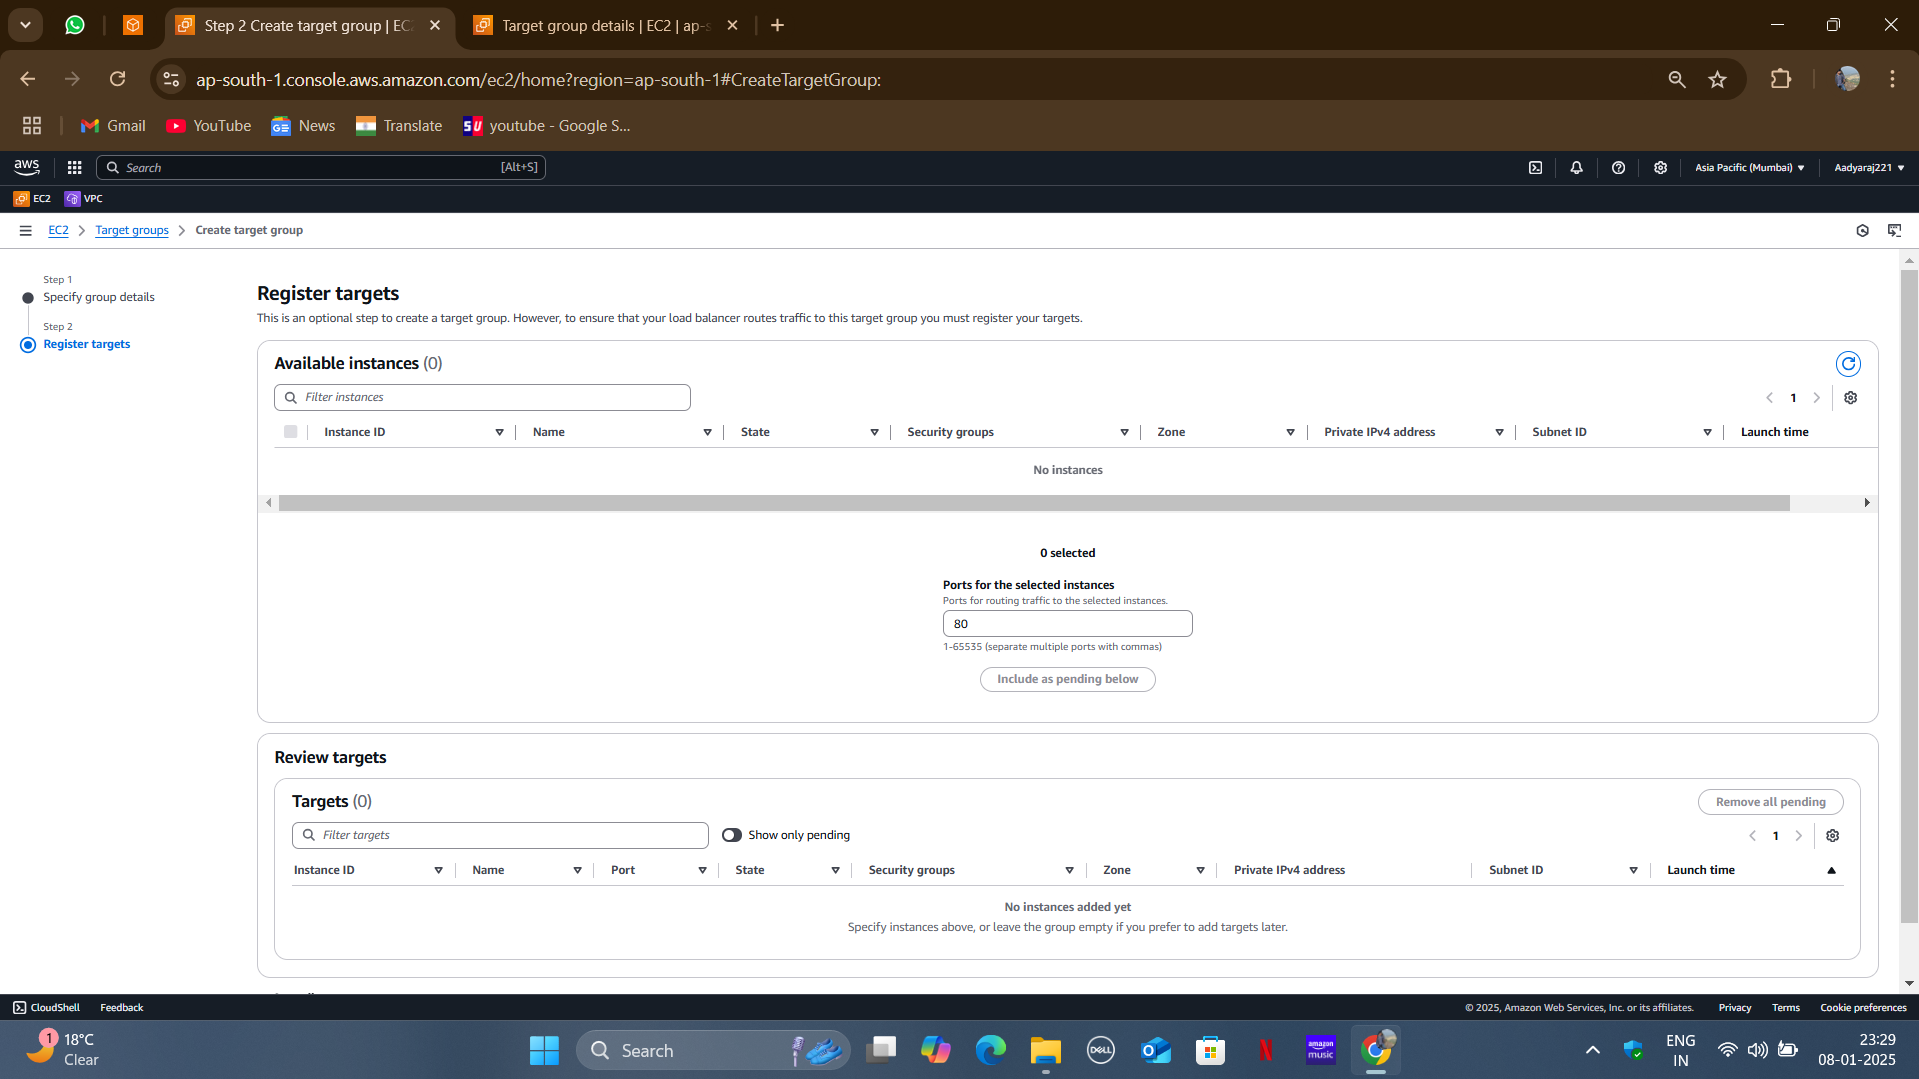 Step 2 Create target group | EC
Target group details | EC2 | ap-s
ap-south-1.console.aws.amazon.com/ec2/home?region=ap-south-1#CreateTargetGroup:
Gmail
YouTube
News
Translate
SU youtube - Google S...
aws
Search
[Alt+S]
Asia Pacific (Mumbai)
Aadyaraj221
EC2
VPC
EC2
Target groups
Create target group
Step 1
Specify group details
Step 2
Register targets
Register targets
This is an optional step to create a target group. However, to ensure that your load balancer routes traffic to this target group you must register your targets.
Available instances (0)
Filter instances
1
Instance ID
Name
State
Security groups
Zone
Private IPv4 address
Subnet ID
Launch time
No instances
0 selected
Ports for the selected instances
Ports for routing traffic to the selected instances.
80
1-65535 (separate multiple ports with commas)
Include as pending below
Review targets
Targets (0)
Remove all pending
Filter targets
Show only pending
1
Instance ID
Name
Port
State
Security groups
Zone
Private IPv4 address
Subnet ID
Launch time
No instances added yet
Specify instances above, or leave the group empty if you prefer to add targets later.
CloudShell
Feedback
© 2025, Amazon Web Services, Inc. or its affiliates.
Privacy
Terms
Cookie preferences
1
18°C
Clear
Search
DELL
amazon music
ENG
IN
23:29
08-01-2025